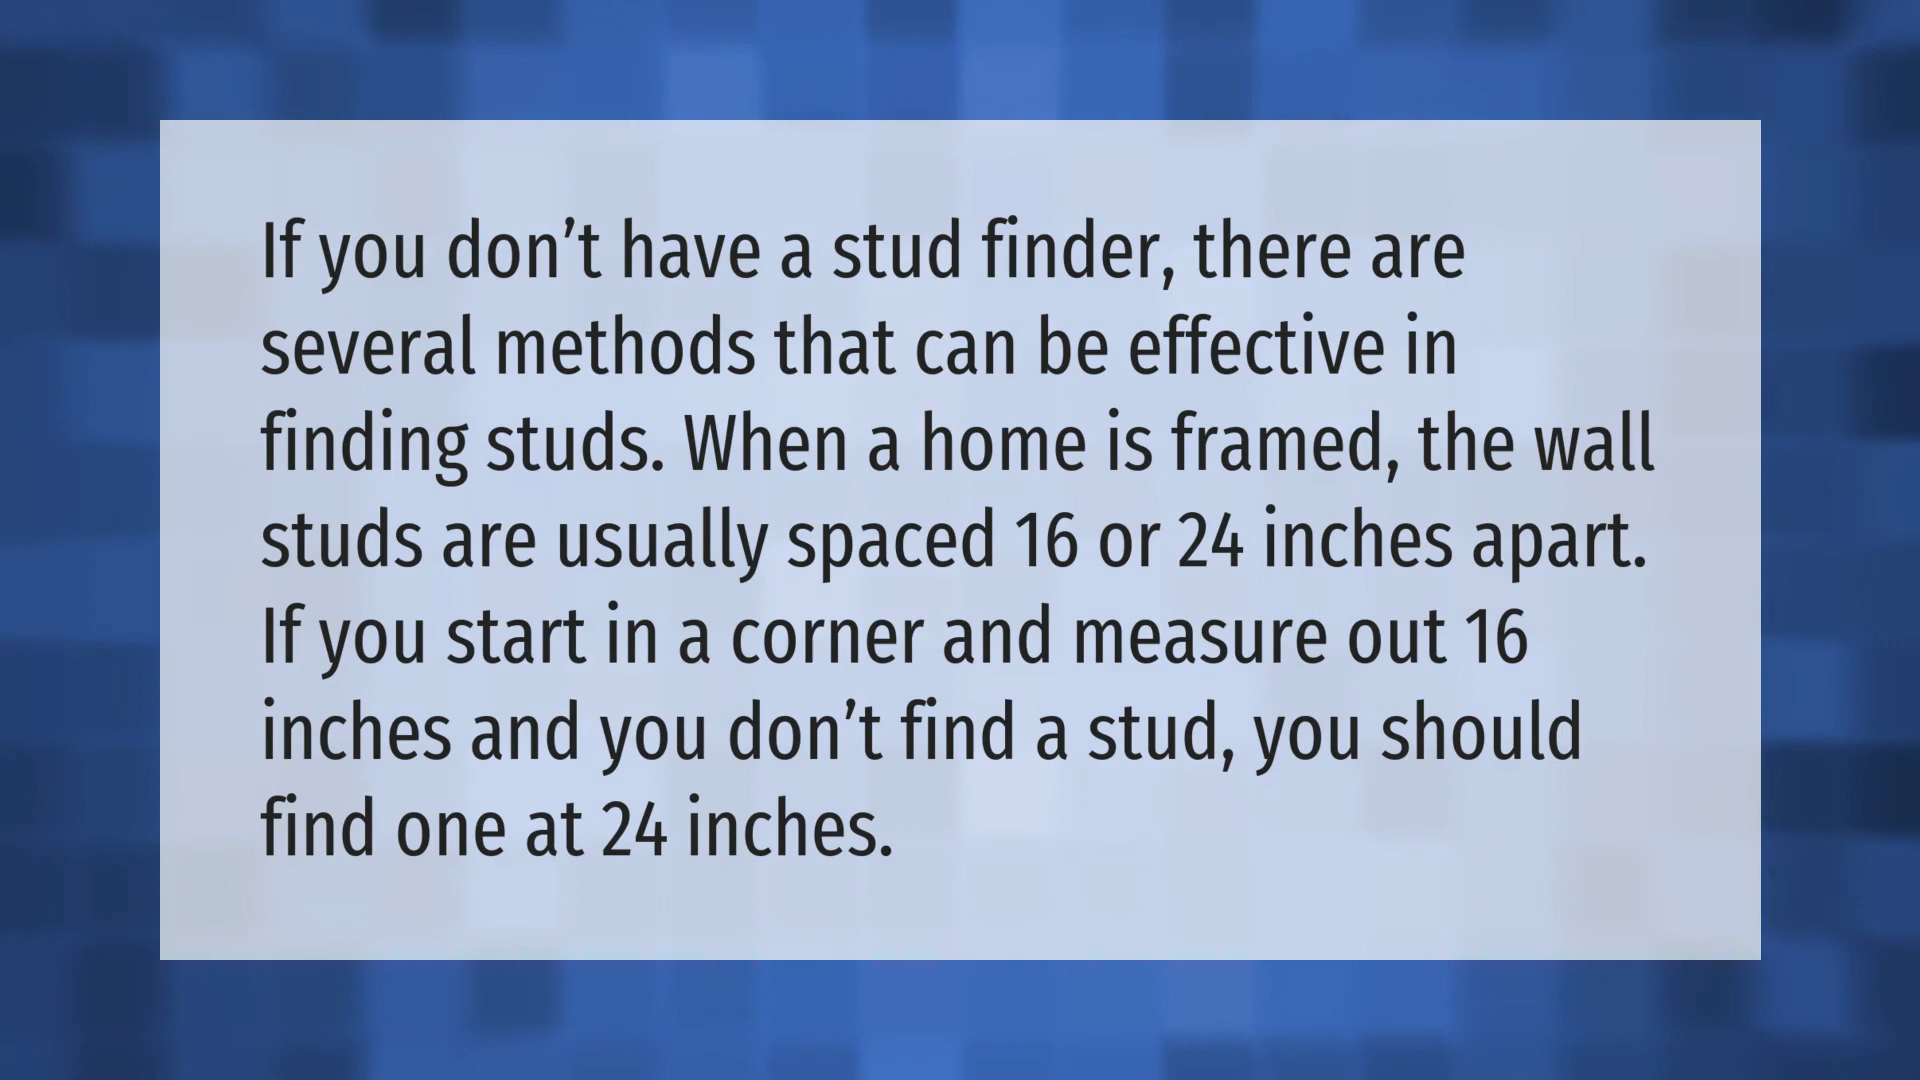 If you don’t have a stud finder, there are
several methods that can be effective in
finding studs. When a home is framed, the wall
studs are usually spaced 16 or 24 inches apart.
If you start in a corner and measure out 16
inches and you don’t find a stud, you should
find one at 24 inches.